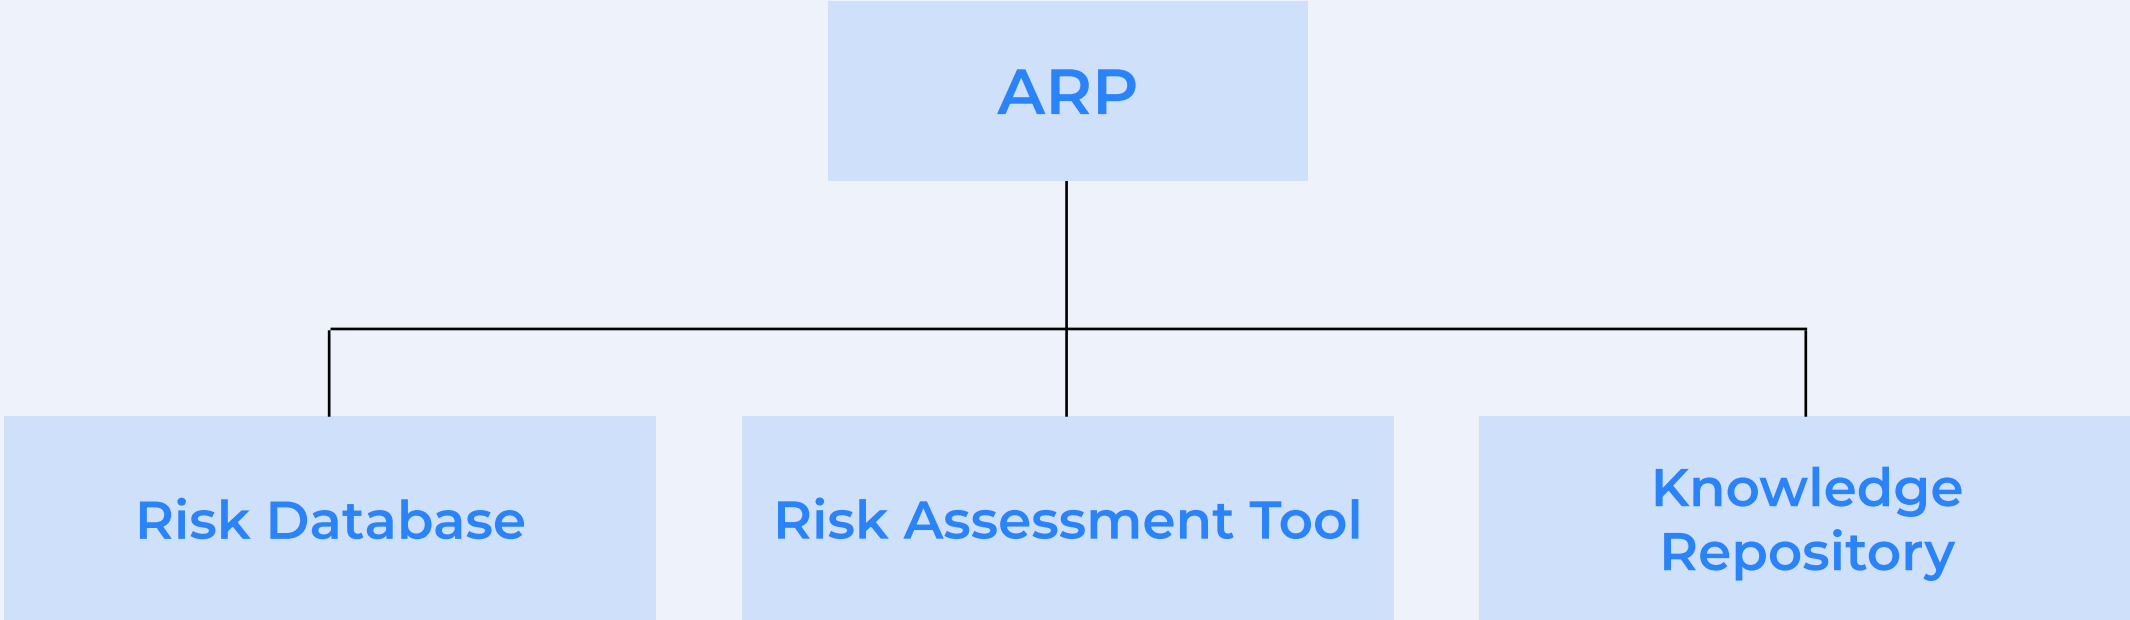 ARP
Risk Database
Risk Assessment Tool
Knowledge
Repository